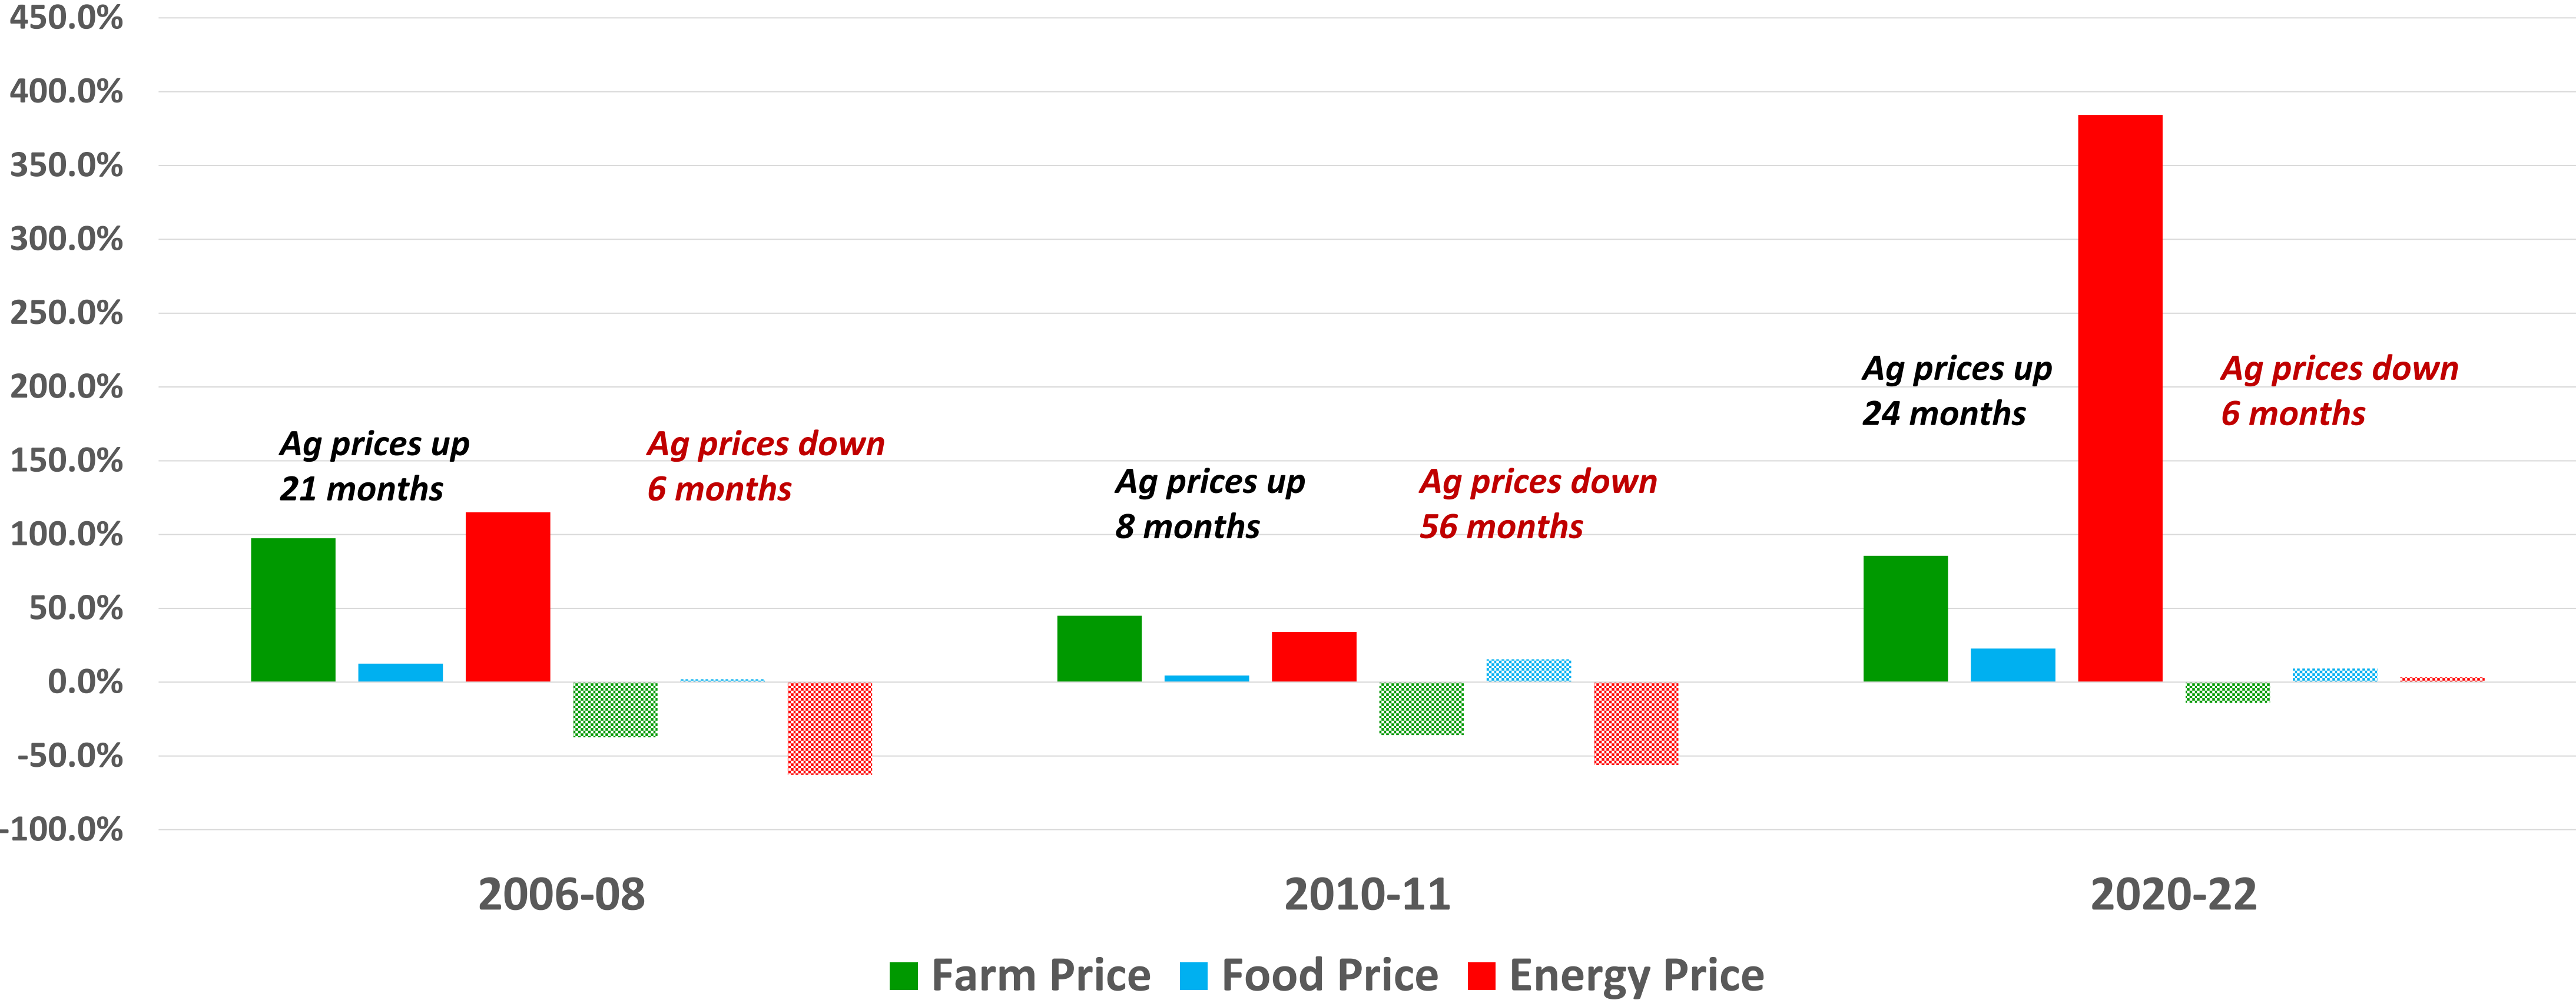 450.0%
400.0%
350.0%
300.0%
250.0%
200.0%
150.0%
100.0%
50.0%
0.0%
-50.0%
-100.0%
Ag prices up
21 months
Ag prices down
6 months
Ag prices up
8 months
Ag prices down
56 months
Ag prices up
24 months
Ag prices down
6 months
2006-08
2010-11
2020-22
Farm Price
Food Price
Energy Price